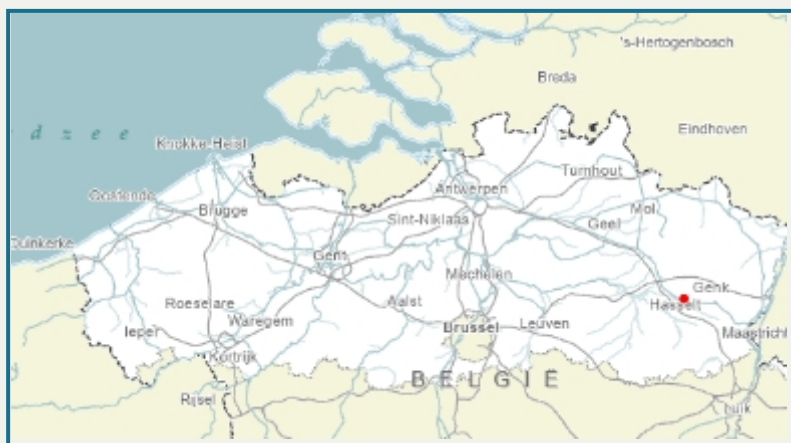 's-Hertogenbosch
Breda
Eindhoven
d z e e
Knokke-Heist
Turnhout
Antwerpen
Oostende
Brugge
Mol
Sint-Niklaas
Geel
Duinkerke
Gent
Mechelen
Genk
Roeselare
Aalst
Hasselt
Ieper
Waregem
Brussel
Leuven
Maastricht
Kortrijk
BELGIË
Rijsel
Luik